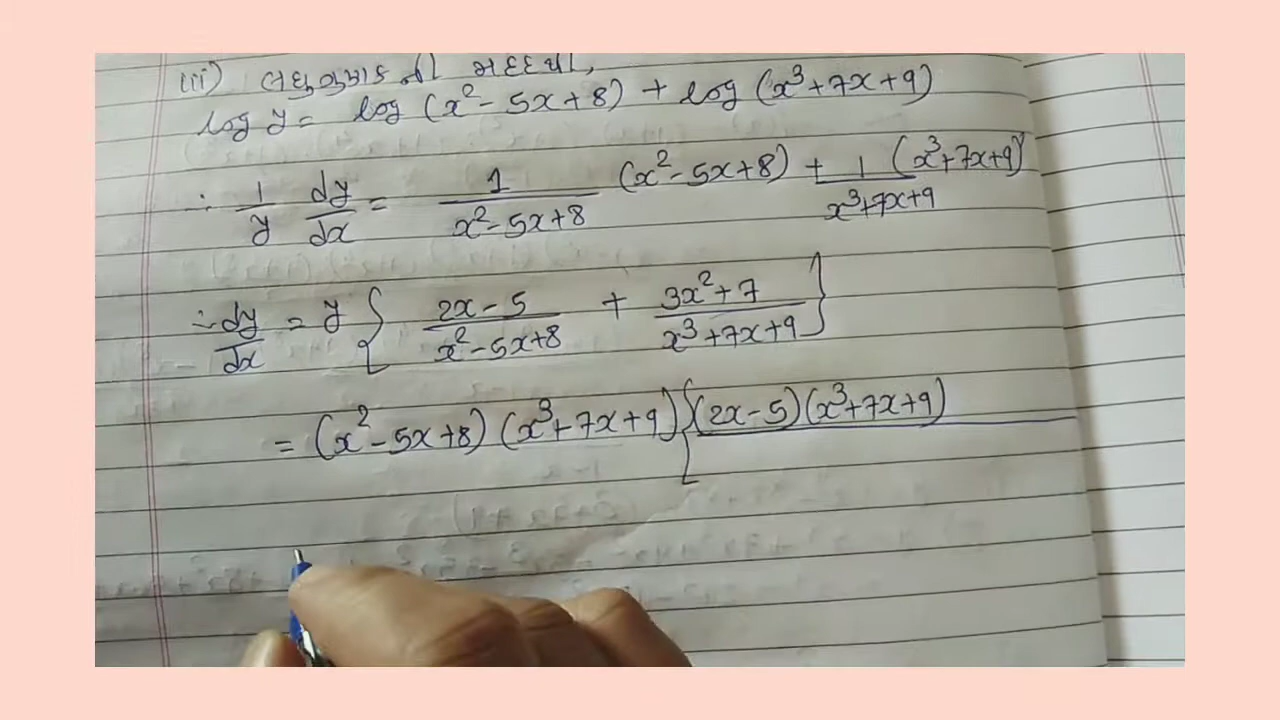 iii) લઘુગુણક ની મદદથી,
log y = log (x² - 5x + 8) + log (x³ + 7x + 9)
∴ 1/y dy/dx = 1/(x² - 5x + 8) (x² - 5x + 8) + 1/(x³ + 7x + 9) (x³ + 7x + 9)
∴ dy/dx = y { (2x - 5)/(x² - 5x + 8) + (3x² + 7)/(x³ + 7x + 9) }
= (x² - 5x + 8) (x³ + 7x + 9) { (2x - 5) (x³ + 7x + 9)